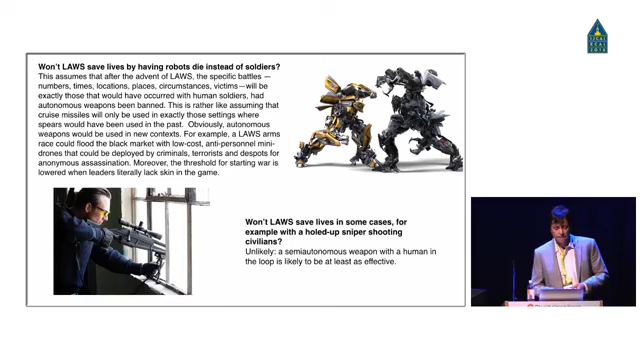 Won't LAWS save lives by having robots die instead of soldiers?
This assumes that after the advent of LAWS, the specific battles —
numbers, times, locations, places, circumstances, victims—will be
exactly those that would have occurred with human soldiers, had
autonomous weapons been banned. This is rather like assuming that
cruise missiles will only be used in exactly those settings where
spears would have been used in the past.  Obviously, autonomous
weapons would be used in new contexts. For example, a LAWS arms
race could flood the black market with low-cost, anti-personnel mini-
drones that could be deployed by criminals, terrorists and despots for
anonymous assassination. Moreover, the threshold for starting war is
lowered when leaders literally lack skin in the game.
Won't LAWS save lives in some cases, for
example with a holed-up sniper shooting
civilians?
Unlikely: a semiautonomous weapon with a human in
the loop is likely to be at least as effective.